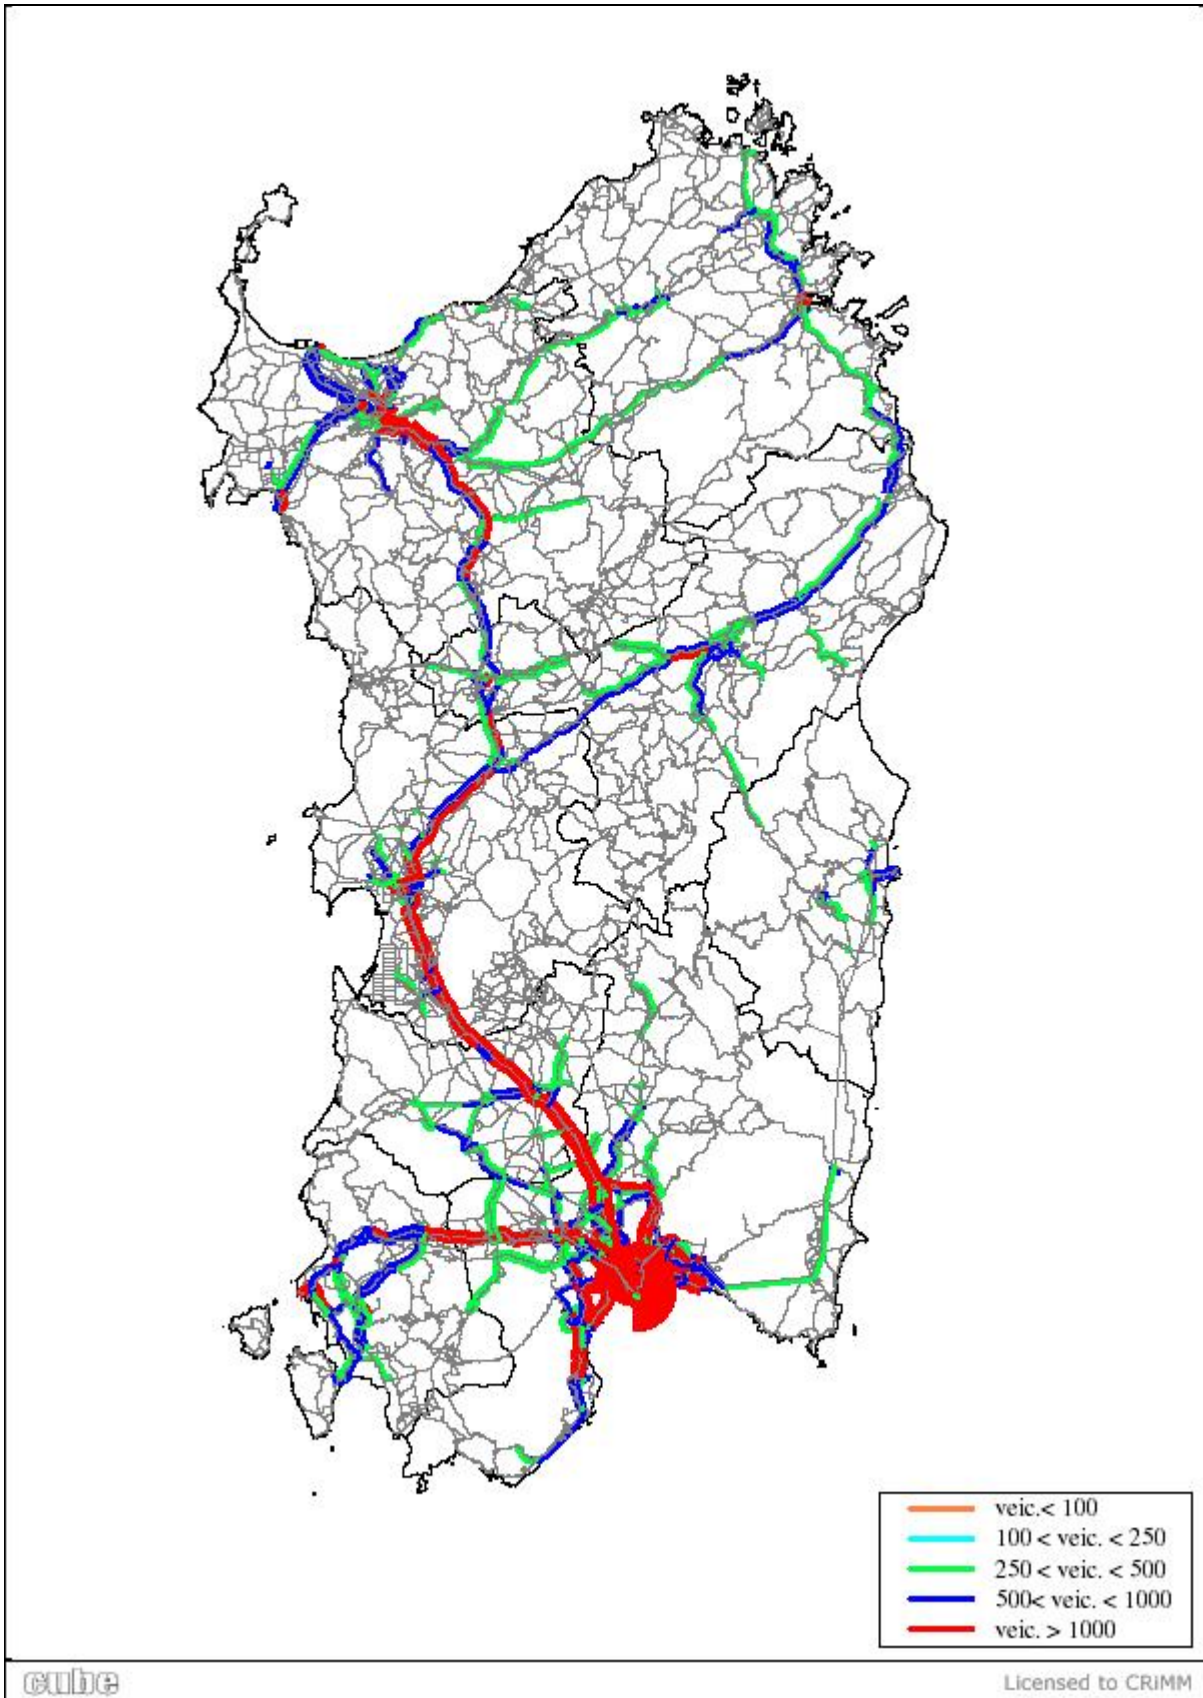 veic.< 100
100 < veic. < 250
250 < veic. < 500
500< veic. < 1000
veic. > 1000
cube
Licensed to CRiMM